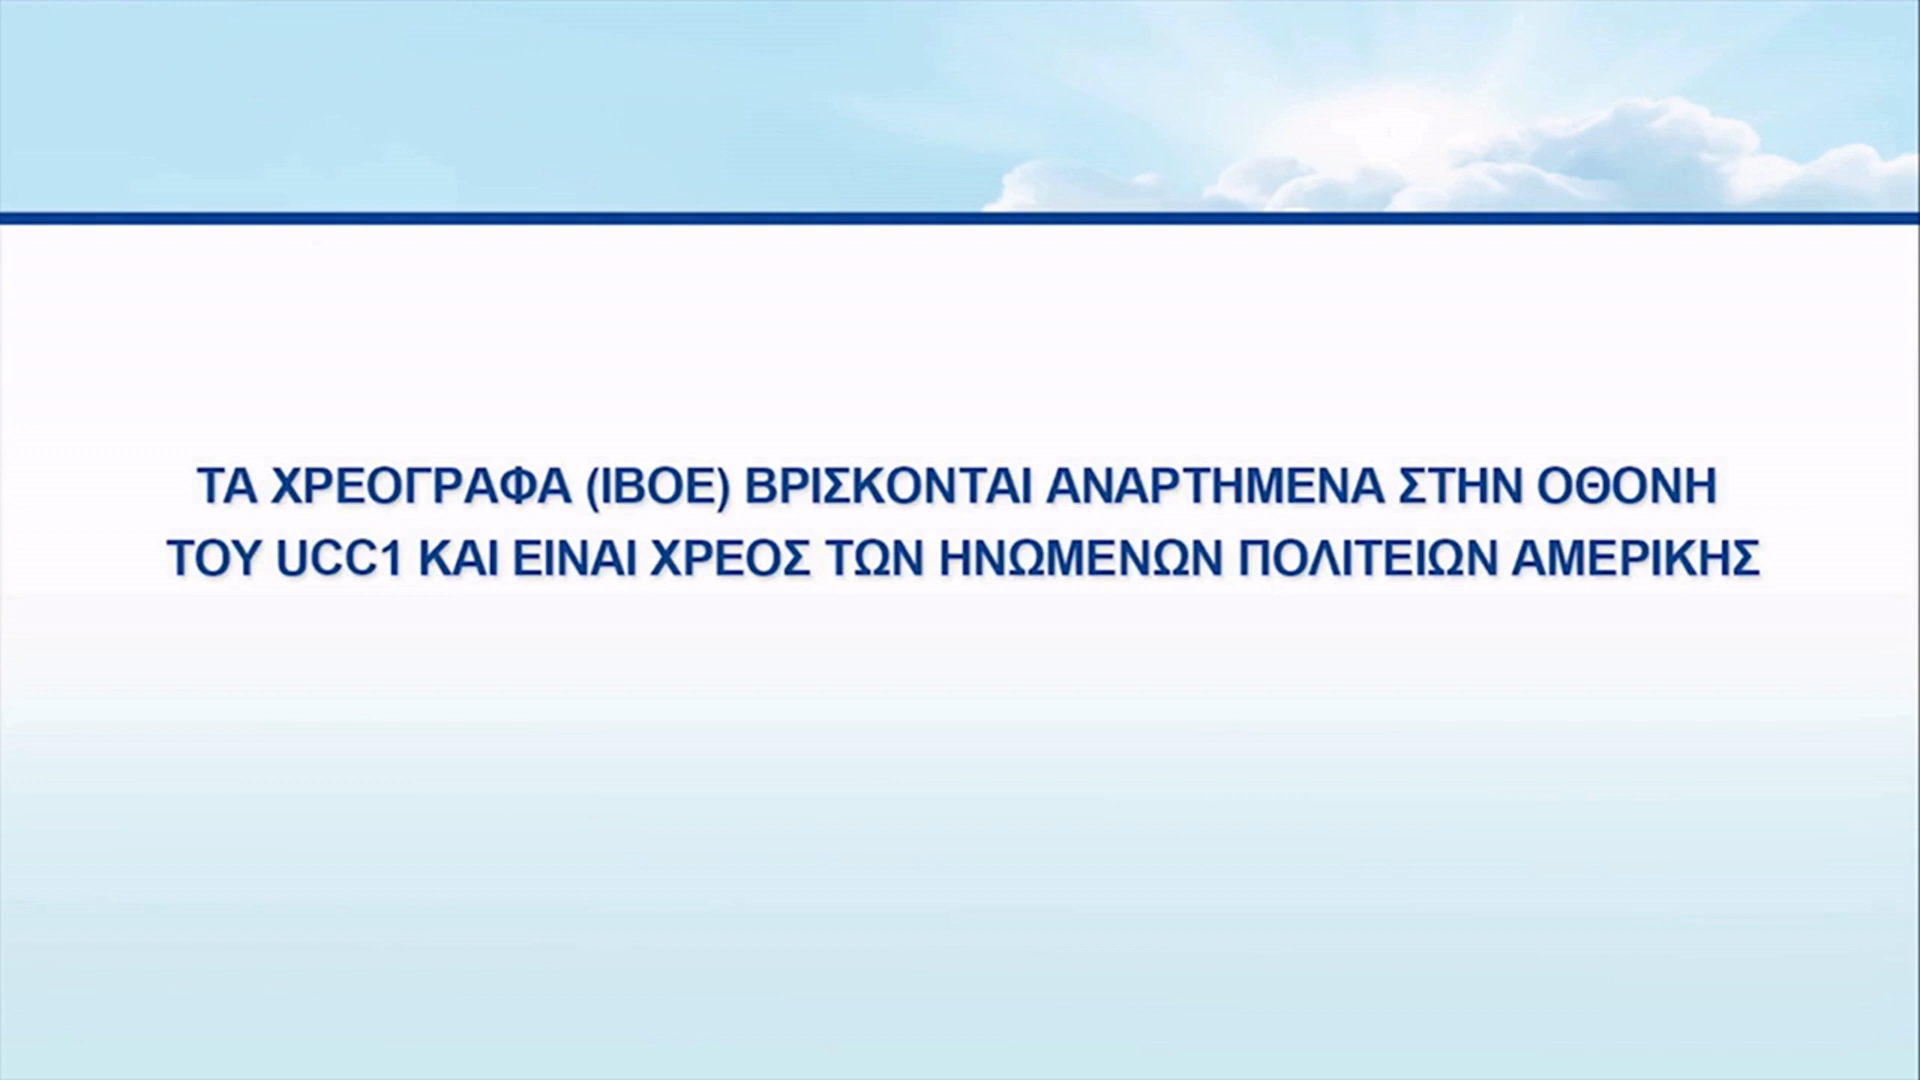 ΤΑ ΧΡΕΟΓΡΑΦΑ (IBOE) ΒΡΙΣΚΟΝΤΑΙ ΑΝΑΡΤΗΜΕΝΑ ΣΤΗΝ ΟΘΟΝΗ
ΤΟΥ UCC1 ΚΑΙ ΕΙΝΑΙ ΧΡΕΟΣ ΤΩΝ ΗΝΩΜΕΝΩΝ ΠΟΛΙΤΕΙΩΝ ΑΜΕΡΙΚΗΣ